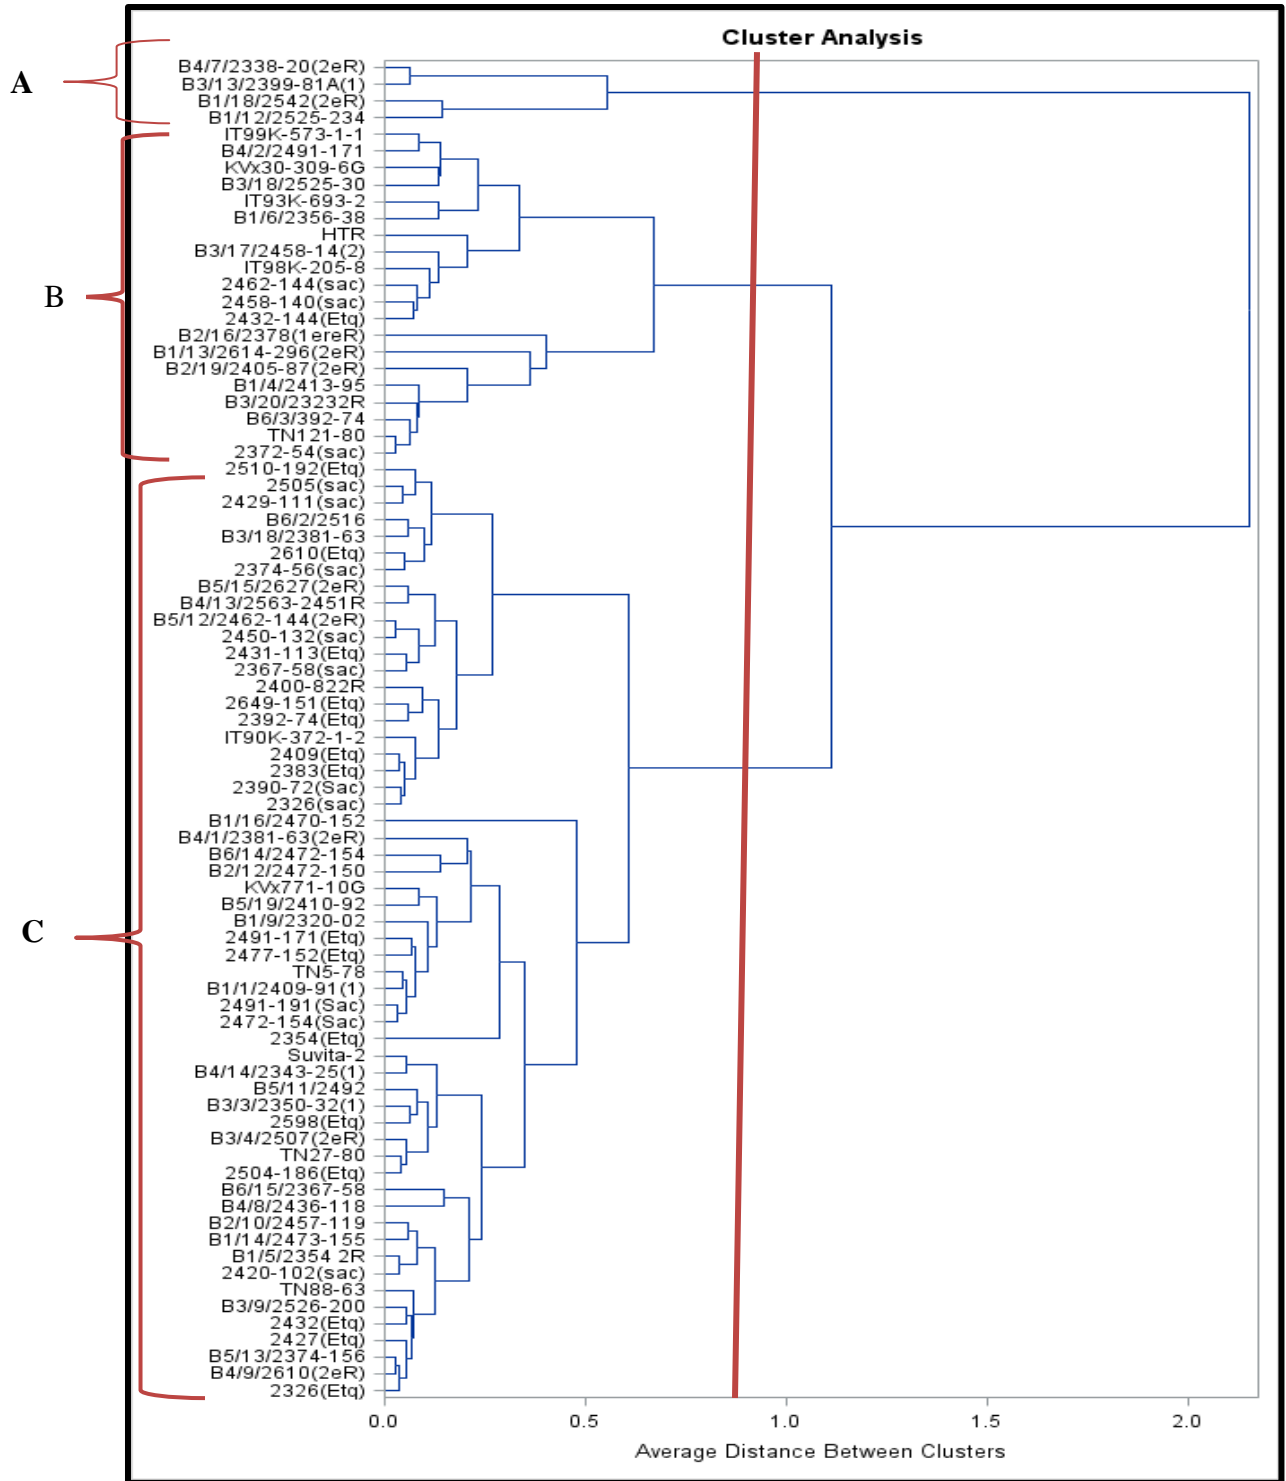 Cluster Analysis
A
B4/7/2338-20(2eR)
B3/13/2399-81A(1)
B1/18/2542(2eR)
B1/12/2525-234
IT99K-573-1-1
B4/2/2491-171
KVx30-309-6G
B3/18/2525-30
IT93K-693-2
B1/6/2356-38
HTR
B3/17/2458-14(2)
IT98K-205-8
B
2462-144(sac)
2458-140(sac)
2432-144(Etq)
B2/16/2378(1ereR)
B1/13/2614-296(2eR)
B2/19/2405-87(2eR)
B1/4/2413-95
B3/20/23232R
B6/3/392-74
TN121-80
2372-54(sac)
2510-192(Etq)
2505(sac)
2429-111(sac)
B6/2/2516
B3/18/2381-63
2610(Etq)
2374-56(sac)
B5/15/2627(2eR)
B4/13/2563-2451R
B5/12/2462-144(2eR)
2450-132(sac)
2431-113(Etq)
2367-58(sac)
2400-822R
2649-151(Etq)
2392-74(Etq)
IT90K-372-1-2
2409(Etq)
2383(Etq)
2390-72(Sac)
2326(sac)
B1/16/2470-152
B4/1/2381-63(2eR)
B6/14/2472-154
B2/12/2472-150
KVx771-10G
B5/19/2410-92
B1/9/2320-02
C
2491-171(Etq)
2477-152(Etq)
TN5-78
B1/1/2409-91(1)
2491-191(Sac)
2472-154(Sac)
2354(Etq)
Suvita-2
B4/14/2343-25(1)
B5/11/2492
B3/3/2350-32(1)
2598(Etq)
B3/4/2507(2eR)
TN27-80
2504-186(Etq)
B6/15/2367-58
B4/8/2436-118
B2/10/2457-119
B1/14/2473-155
B1/5/2354 2R
2420-102(sac)
TN88-63
B3/9/2526-200
2432(Etq)
2427(Etq)
B5/13/2374-156
B4/9/2610(2eR)
2326(Etq)
0.0 0.5 1.0 1.5 2.0
Average Distance Between Clusters